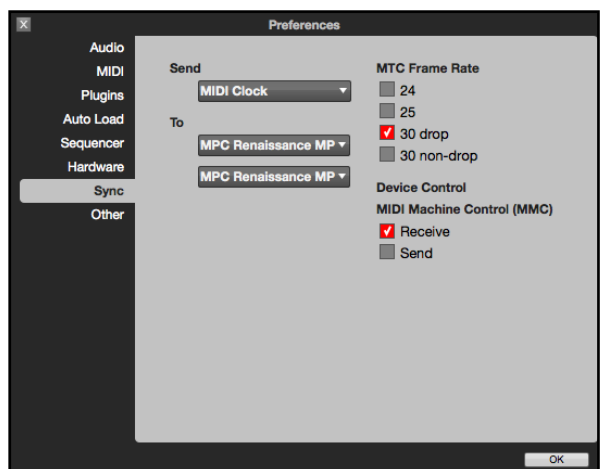 X
Preferences
Audio
MIDI
Plugins
Auto Load
Sequencer
Hardware
Sync
Other
Send
MIDI Clock
To
MPC Renaissance MP
MPC Renaissance MP
MTC Frame Rate
24
25
30 drop
30 non-drop
Device Control
MIDI Machine Control (MMC)
Receive
Send
OK